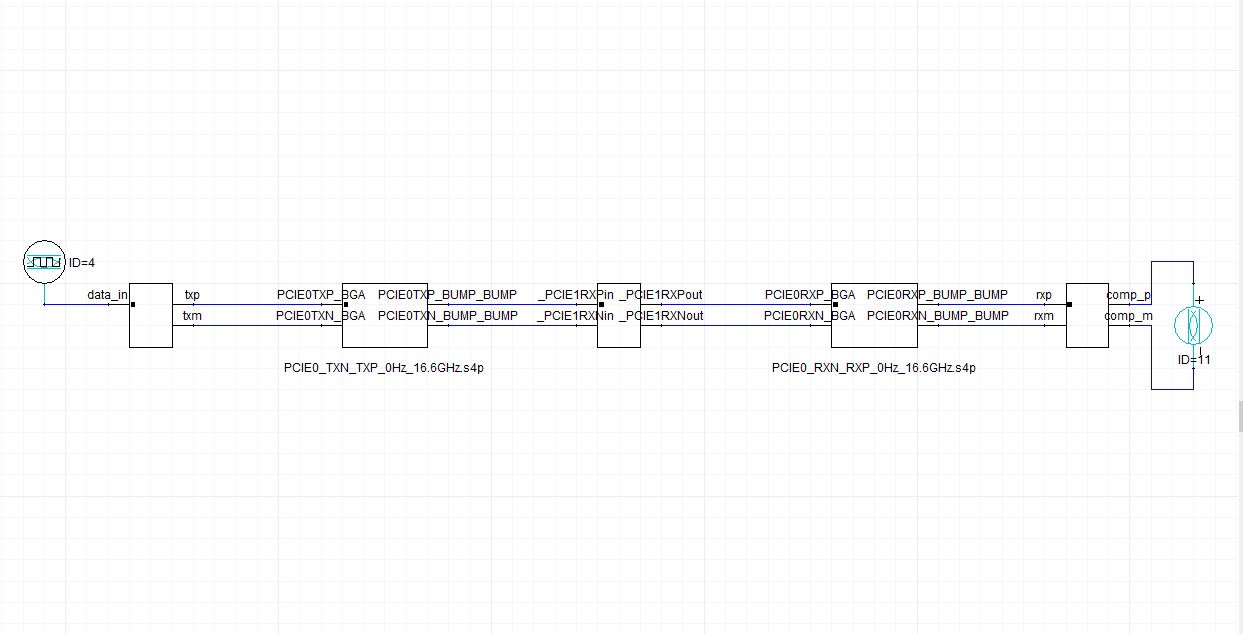 ID=4
data_in
txp
PCIE0TXP_BGA
PCIE0TXP_BUMP_BUMP
_PCIE1RXPin
_PCIE1RXPout
PCIE0RXP_BGA
PCIE0RXP_BUMP_BUMP
rxp
comp_p
+
txm
PCIE0TXN_BGA
PCIE0TXN_BUMP_BUMP
_PCIE1RXNin
_PCIE1RXNout
PCIE0RXN_BGA
PCIE0RXN_BUMP_BUMP
rxm
comp_m
ID=11
PCIE0_TXN_TXP_0Hz_16.6GHz.s4p
PCIE0_RXN_RXP_0Hz_16.6GHz.s4p